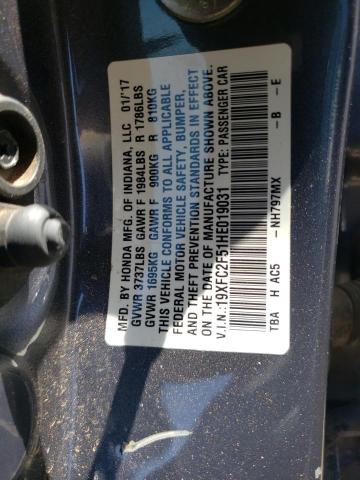 MFD. BY HONDA MFG. OF INDIANA, LLC 01/'17
GVWR 3737LBS GAWR F 1984LBS R 1786LBS
GVWR 1695KG GAWR F 900KG R 810KG
THIS VEHICLE CONFORMS TO ALL APPLICABLE
FEDERAL MOTOR VEHICLE SAFETY, BUMPER,
AND THEFT PREVENTION STANDARDS IN EFFECT
ON THE DATE OF MANUFACTURE SHOWN ABOVE.
V.I.N.: 19XFC2F51HE019031 TYPE: PASSENGER CAR
TBA H AC5 -NH797MX -B -E